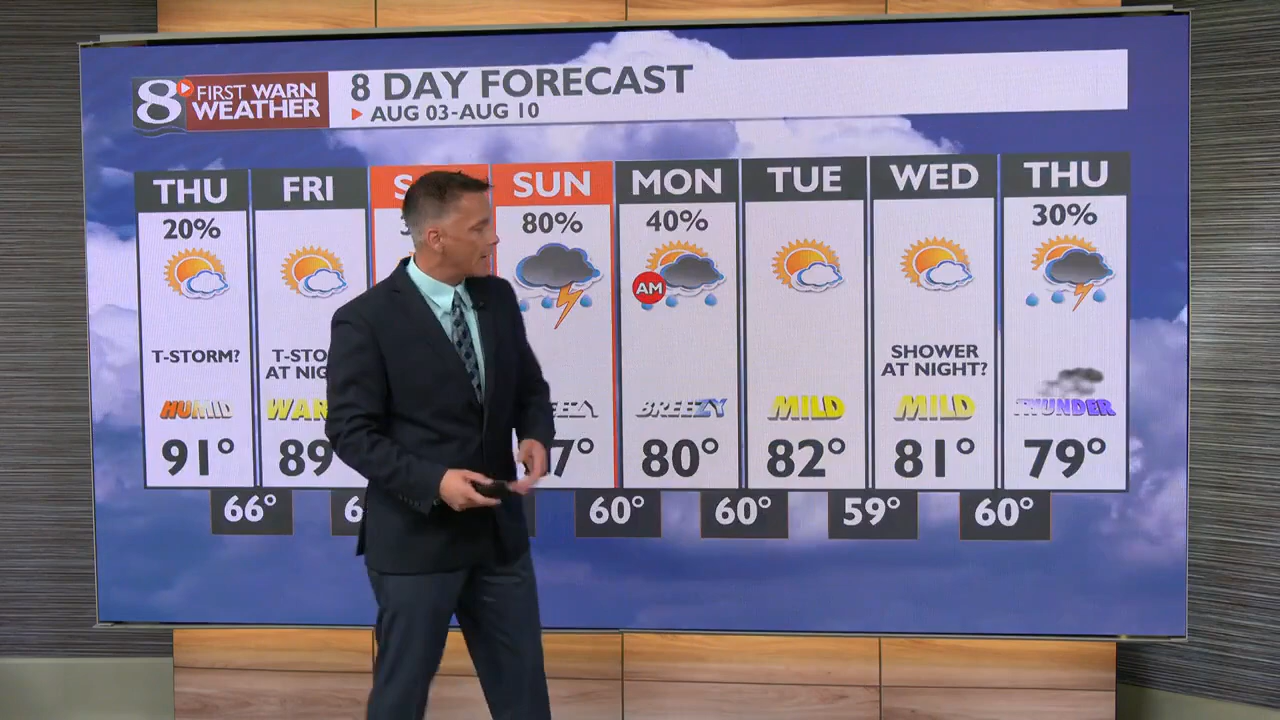 8
FIRST WARN
WEATHER
8 DAY FORECAST
AUG 03-AUG 10
THU FRI SUN MON TUE WED THU
20% 80% 40% 30%
AM
T-STORM? SHOWER
AT AT NIGHT?
HUMID BREEZY MILD MILD THUNDER
91° 89 80° 82° 81° 79°
66° 60° 60° 59° 60°